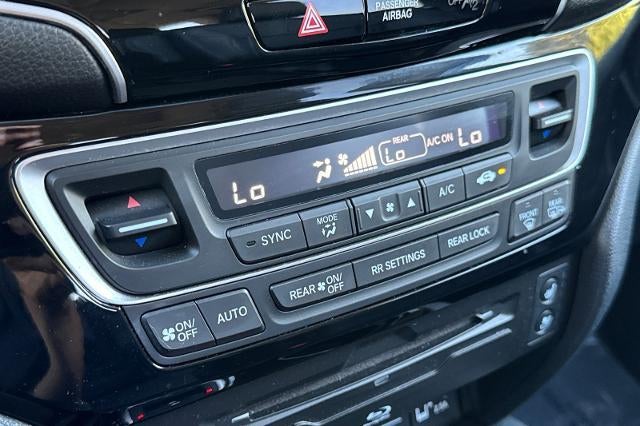 PASSENGER
AIRBAG
OFF
REAR
Lo
Lo
A/C ON
Lo
SYNC
MODE
A/C
FRONT
REAR
REAR ON/OFF
RR SETTINGS
REAR LOCK
ON/OFF
AUTO